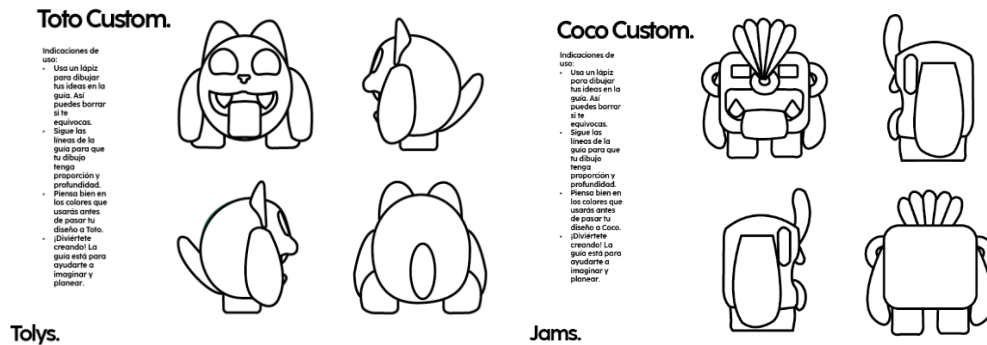 Toto Custom.
Indicaciones de
uso:
• Usa un lápiz
para dibujar
tus ideas en la
guía. Así
puedes borrar
si te
equivocas.
• Sigue las
líneas de la
guía para que
tu dibujo
tenga
proporción y
profundidad.
• Piensa bien en
los colores que
usarás antes
de pasar tu
diseño a Toto.
• ¡Diviértete
creando! La
guía está para
ayudarte a
imaginar y
planear.
Tolys.
Coco Custom.
Indicaciones de
uso:
• Usa un lápiz
para dibujar
tus ideas en la
guía. Así
puedes borrar
si te
equivocas.
• Sigue las
líneas de la
guía para que
tu dibujo
tenga
proporción y
profundidad.
• Piensa bien en
los colores que
usarás antes
de pasar tu
diseño a Coco.
• ¡Diviértete
creando! La
guía está para
ayudarte a
imaginar y
planear.
Jams.